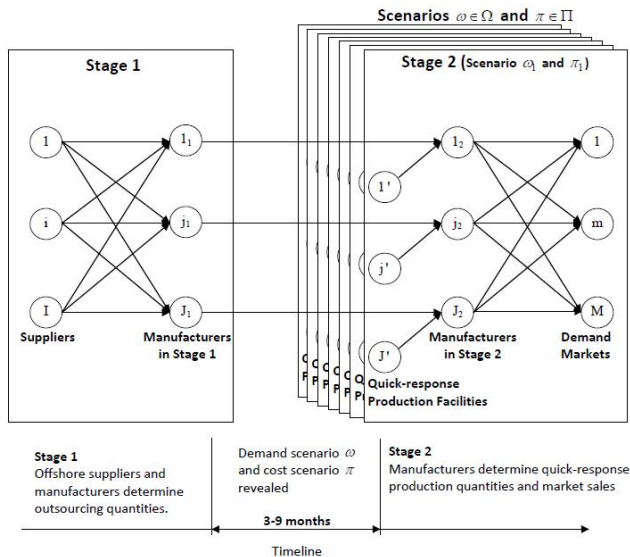 Scenarios ω∈Ω and π∈Π
Stage 1
1
i
I
Suppliers
1₁
j₁
J₁
Manufacturers
in Stage 1
Stage 2 (Scenario ω₁ and π₁)
1'
j'
J'
Quick-response
Production Facilities
1₂
j₂
J₂
Manufacturers
in Stage 2
1
m
M
Demand
Markets
Stage 1
Offshore suppliers and
manufacturers determine
outsourcing quantities.
Demand scenario ω
and cost scenario π
revealed
Stage 2
Manufacturers determine quick-response
production quantities and market sales
3-9 months
Timeline